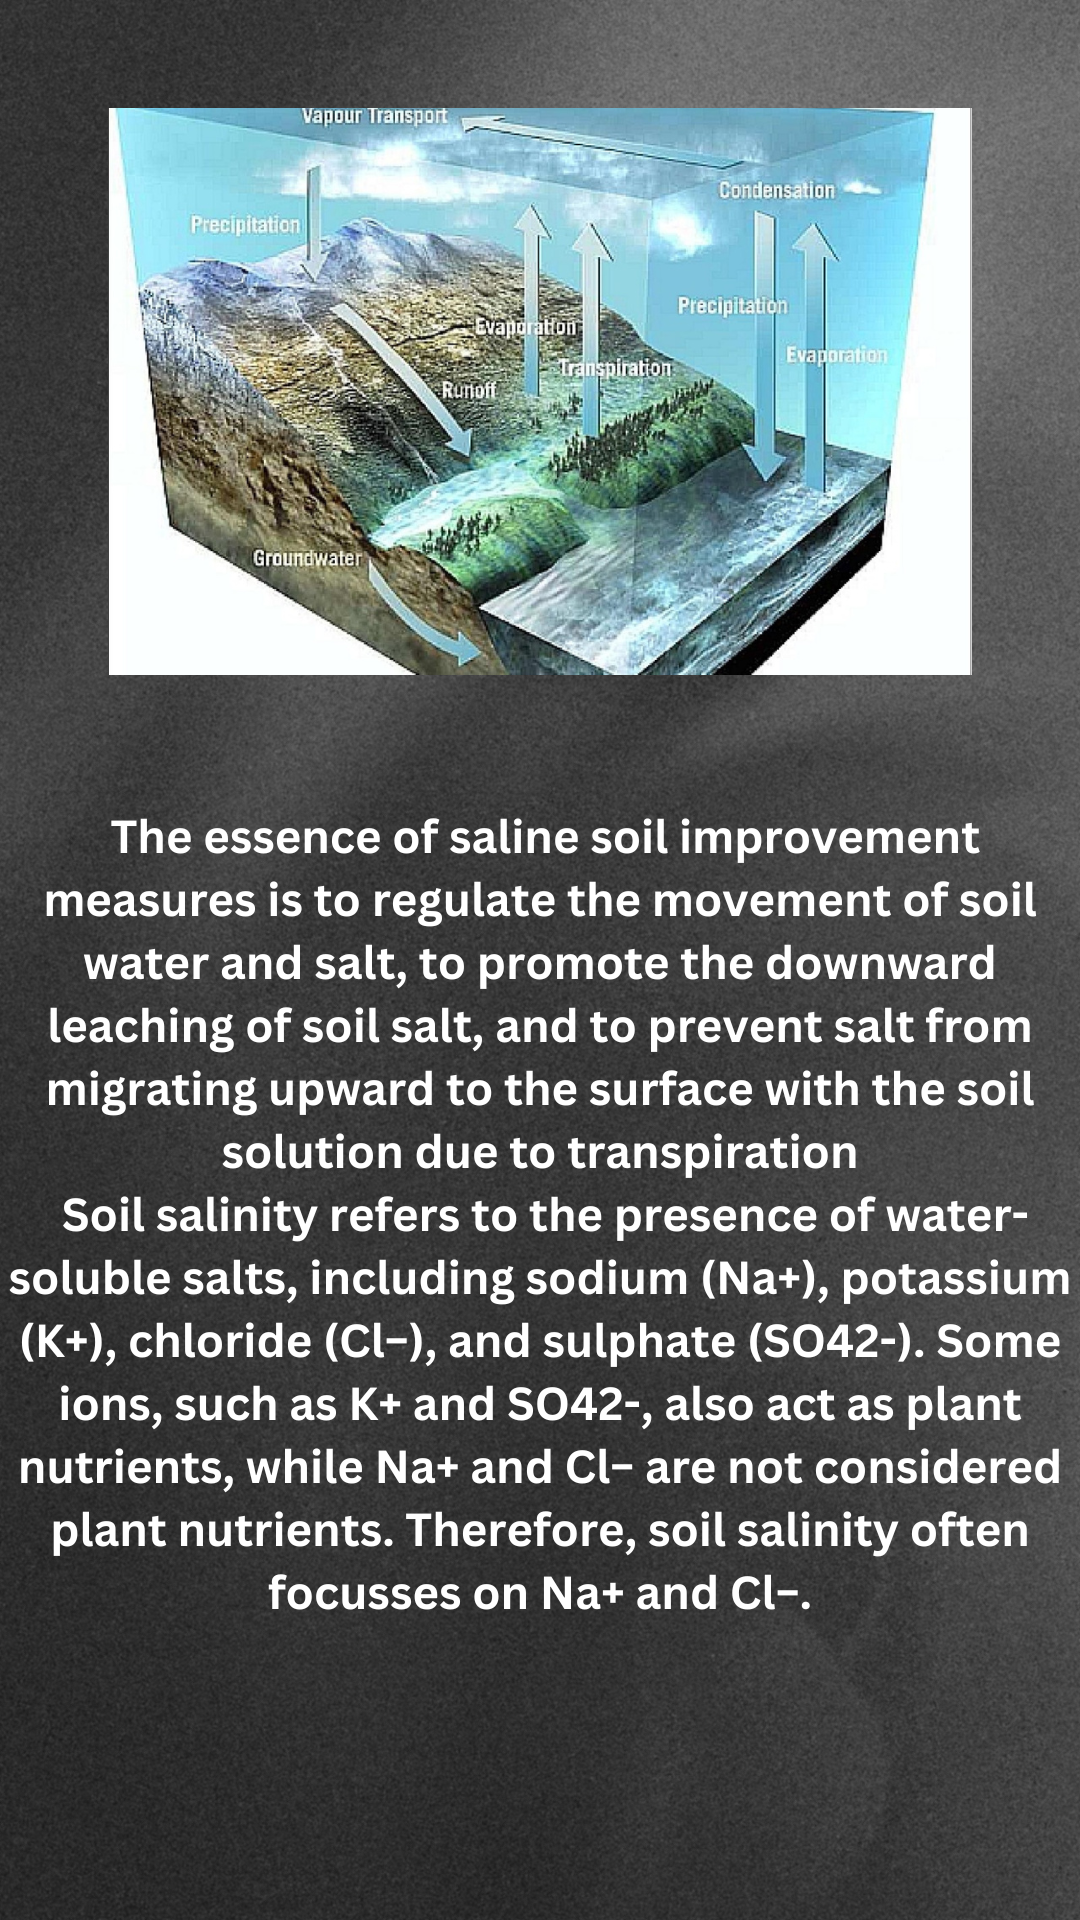 Vapour Transport
Condensation
Precipitation
Precipitation
Evaporation
Evaporation
Transpiration
Runoff
Groundwater
The essence of saline soil improvement
measures is to regulate the movement of soil
water and salt, to promote the downward
leaching of soil salt, and to prevent salt from
migrating upward to the surface with the soil
solution due to transpiration
Soil salinity refers to the presence of water-
soluble salts, including sodium (Na+), potassium
(K+), chloride (Cl−), and sulphate (SO42-). Some
ions, such as K+ and SO42-, also act as plant
nutrients, while Na+ and Cl− are not considered
plant nutrients. Therefore, soil salinity often
focusses on Na+ and Cl−.